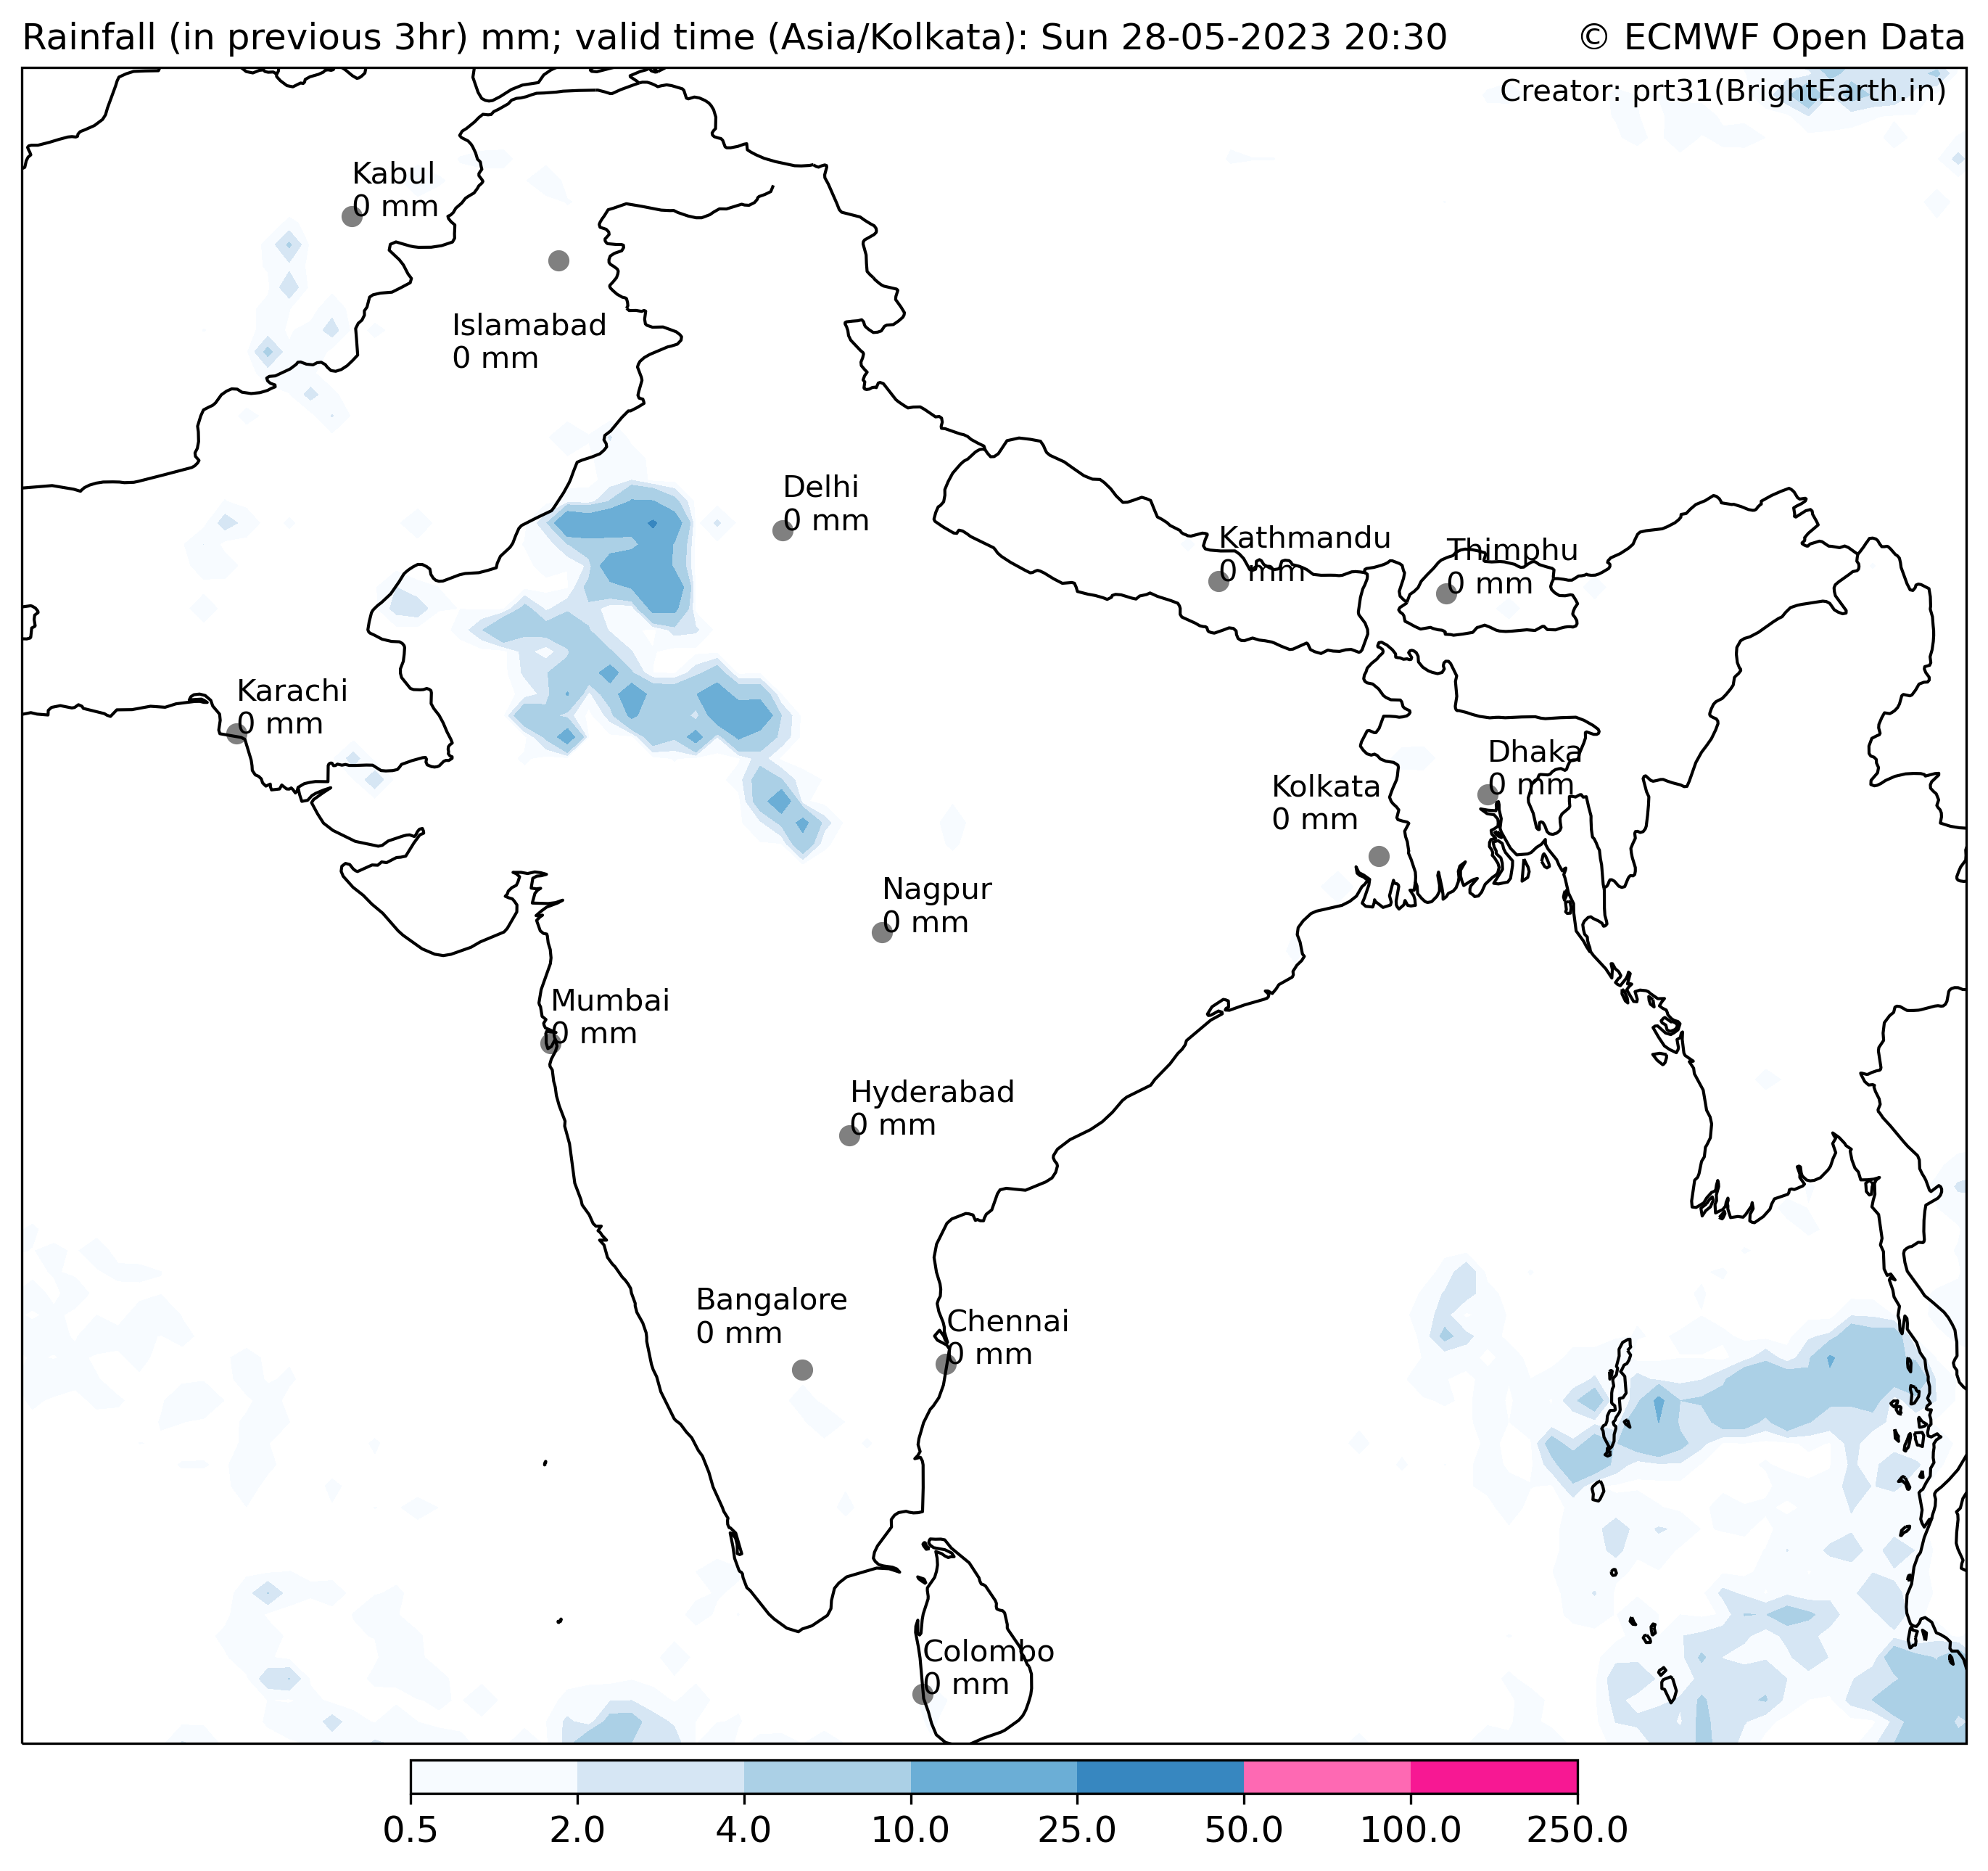 Rainfall (in previous 3hr) mm; valid time (Asia/Kolkata): Sun 28-05-2023 20:30
© ECMWF Open Data
Creator: prt31(BrightEarth.in)
Kabul
0 mm
Islamabad
0 mm
Delhi
0 mm
Kathmandu
0 mm
Thimphu
0 mm
Karachi
0 mm
Dhaka
0 mm
Kolkata
0 mm
Nagpur
0 mm
Mumbai
0 mm
Hyderabad
0 mm
Bangalore
0 mm
Chennai
0 mm
Colombo
0 mm
0.5 2.0 4.0 10.0 25.0 50.0 100.0 250.0